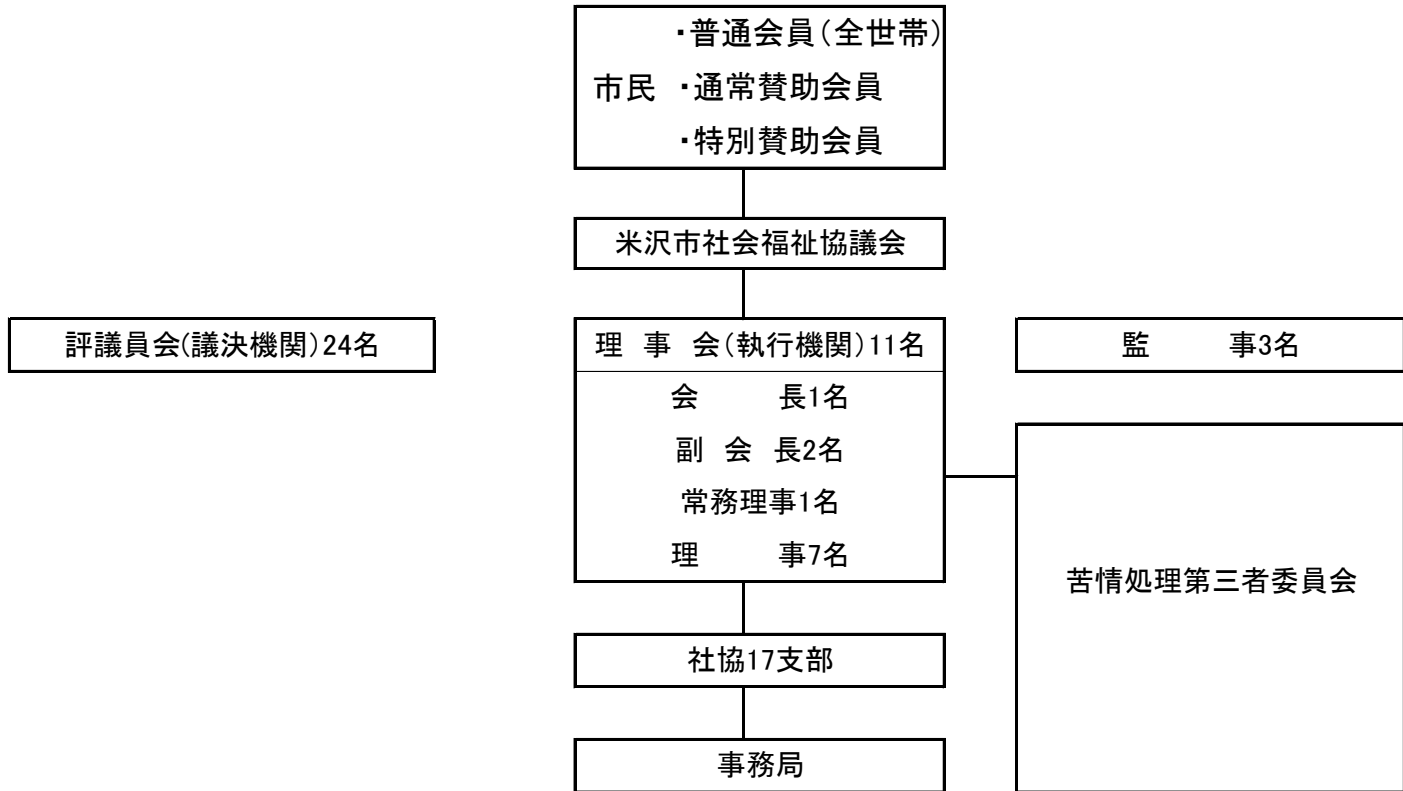 ・普通会員(全世帯)
市民 ・通常賛助会員
・特別賛助会員
米沢市社会福祉協議会
評議員会(議決機関)24名
理 事 会(執行機関)11名
監 事3名
会 長1名
副 会 長2名
常務理事1名
理 事7名
苦情処理第三者委員会
社協17支部
事務局